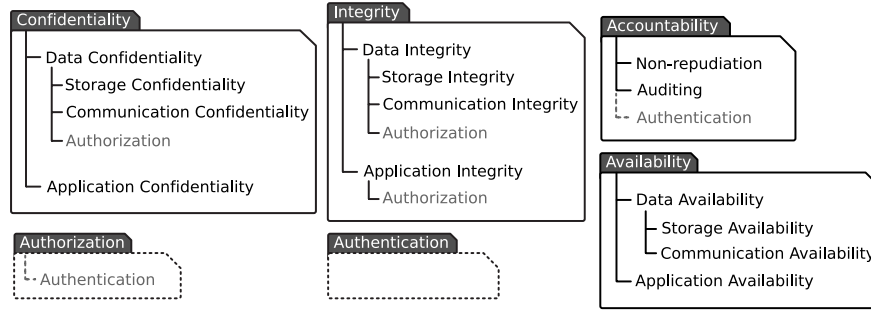 Confidentiality
Data Confidentiality
Storage Confidentiality
Communication Confidentiality
Authorization
Application Confidentiality
Integrity
Data Integrity
Storage Integrity
Communication Integrity
Authorization
Application Integrity
Authorization
Accountability
Non-repudiation
Auditing
Authentication
Authorization
Authentication
Authentication
Availability
Data Availability
Storage Availability
Communication Availability
Application Availability